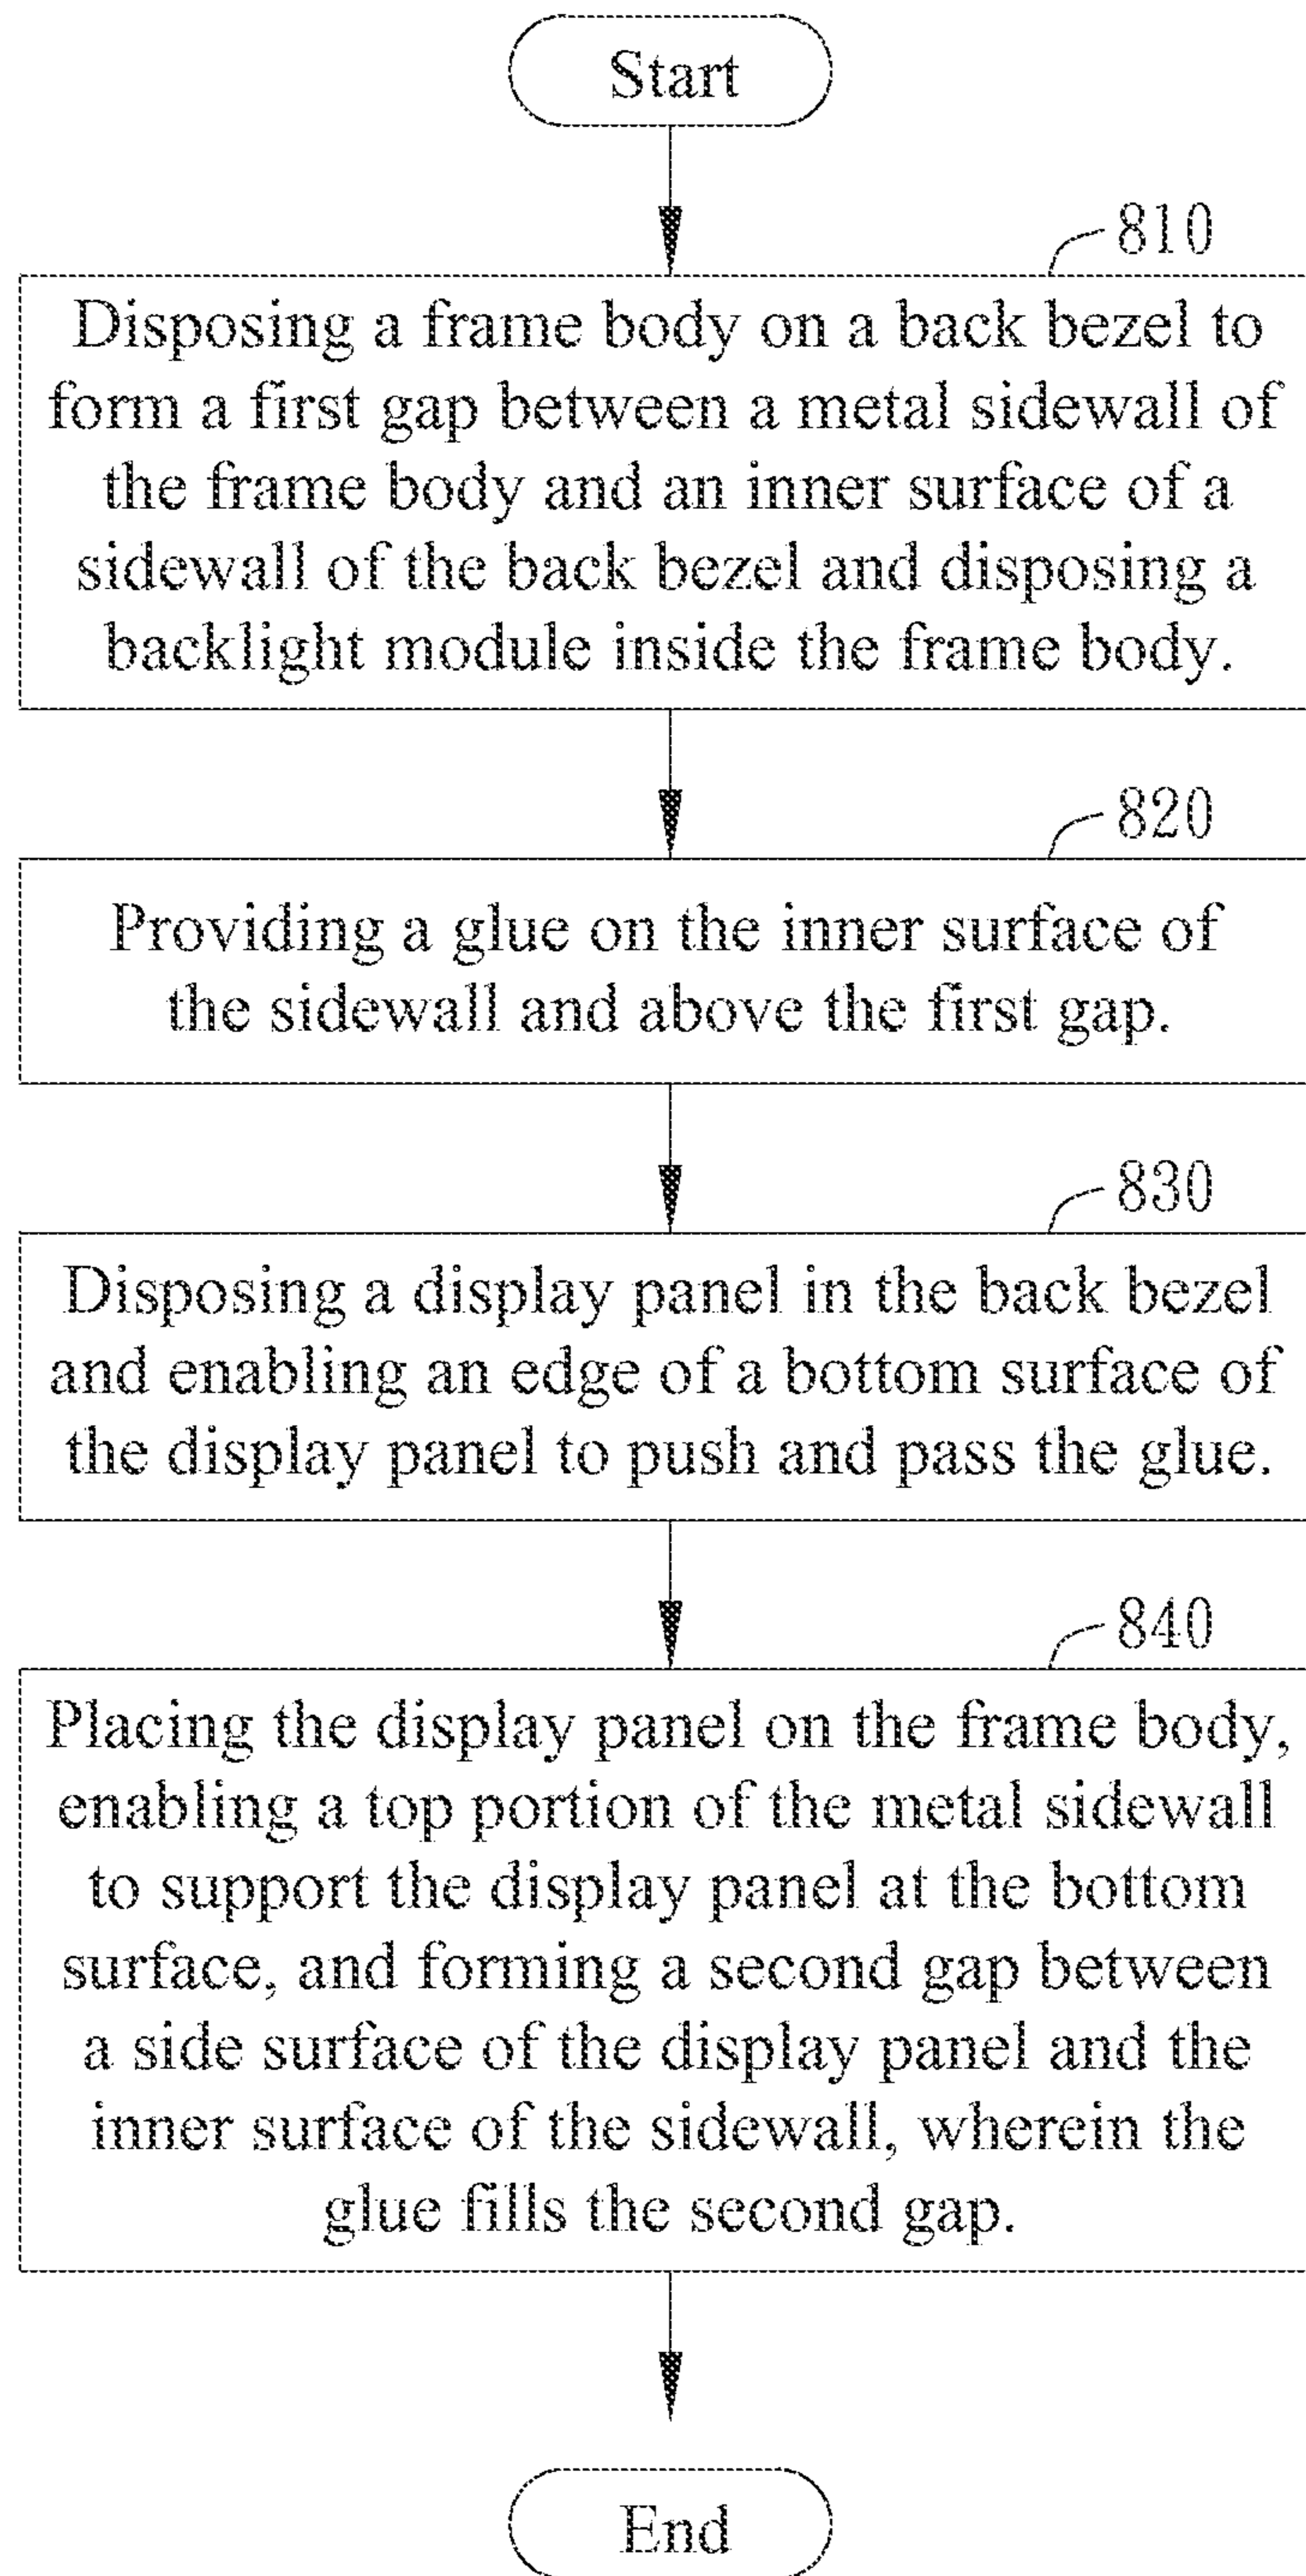 Start
810
Disposing a frame body on a back bezel to
form a first gap between a metal sidewall of
the frame body and an inner surface of a
sidewall of the back bezel and disposing a
backlight module inside the frame body.
820
Providing a glue on the inner surface of
the sidewall and above the first gap.
830
Disposing a display panel in the back bezel
and enabling an edge of a bottom surface of
the display panel to push and pass the glue.
840
Placing the display panel on the frame body,
enabling a top portion of the metal sidewall
to support the display panel at the bottom
surface, and forming a second gap between
a side surface of the display panel and the
inner surface of the sidewall, wherein the
glue fills the second gap.
End